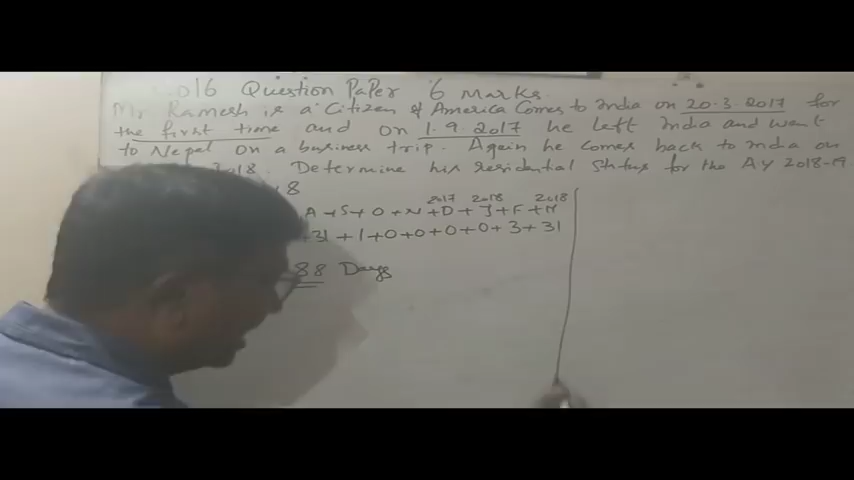 016 Question Paper 6 Marks.
Mr. Ramesh is a Citizen of America Comes to India on 20.3.2017 for
the first time and on 1.9.2017 he left India and went
to Nepal on a business trip. Again he comes back to India on
2018. Determine his residential Status for the AY 2018-19
8 2017 2018 2018
A + S + O + N + D + J + F + M
+31 + 1 + 0 + 0 + 0 + 0 + 3 + 31
88 Days